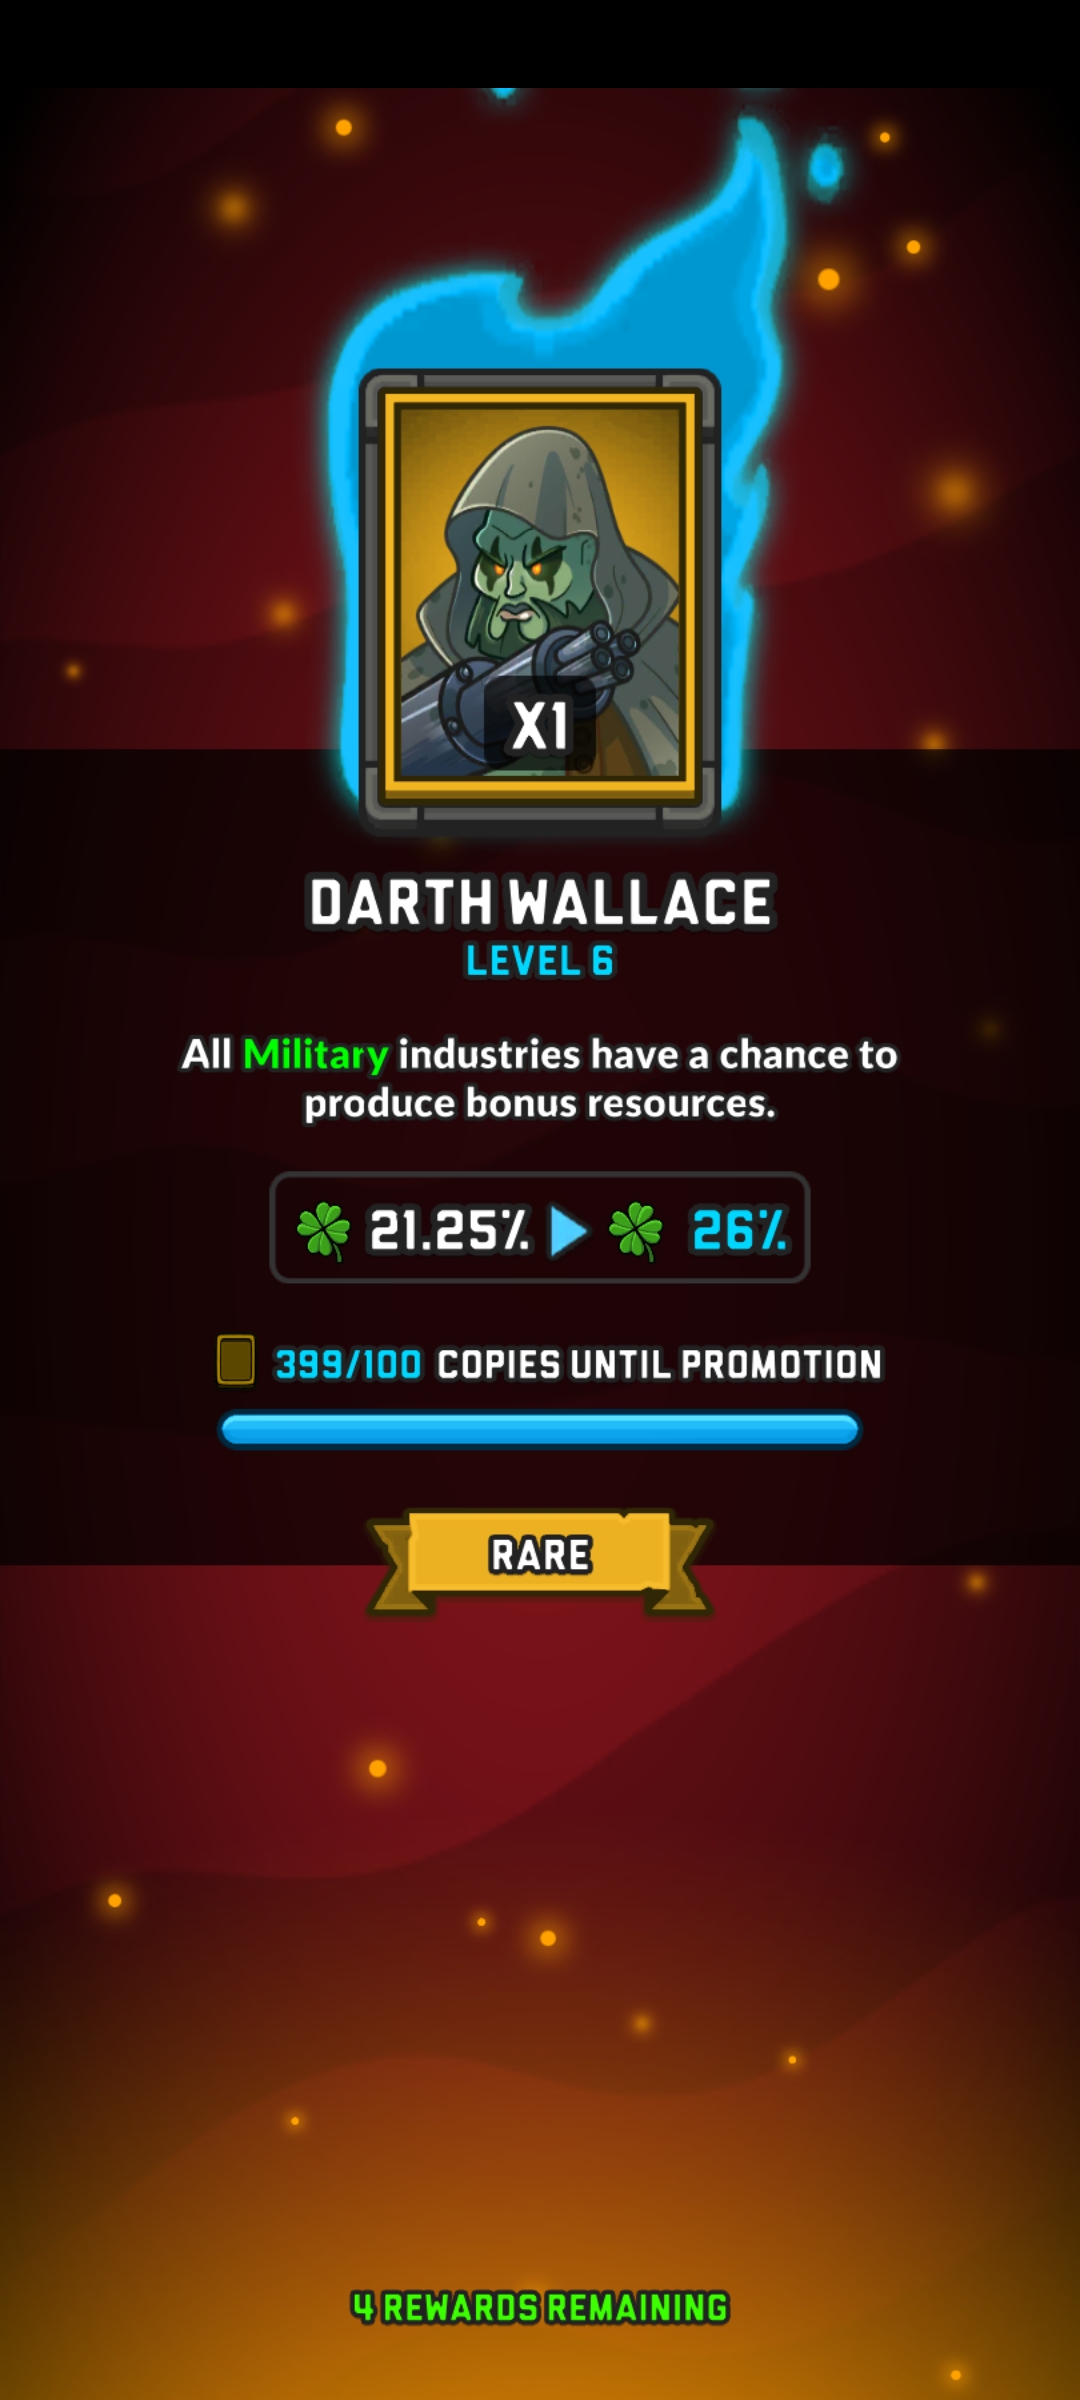 X1
DARTH WALLACE
LEVEL 6
All Military industries have a chance to
produce bonus resources.
21.25% 26%
399/100 COPIES UNTIL PROMOTION
RARE
4 REWARDS REMAINING